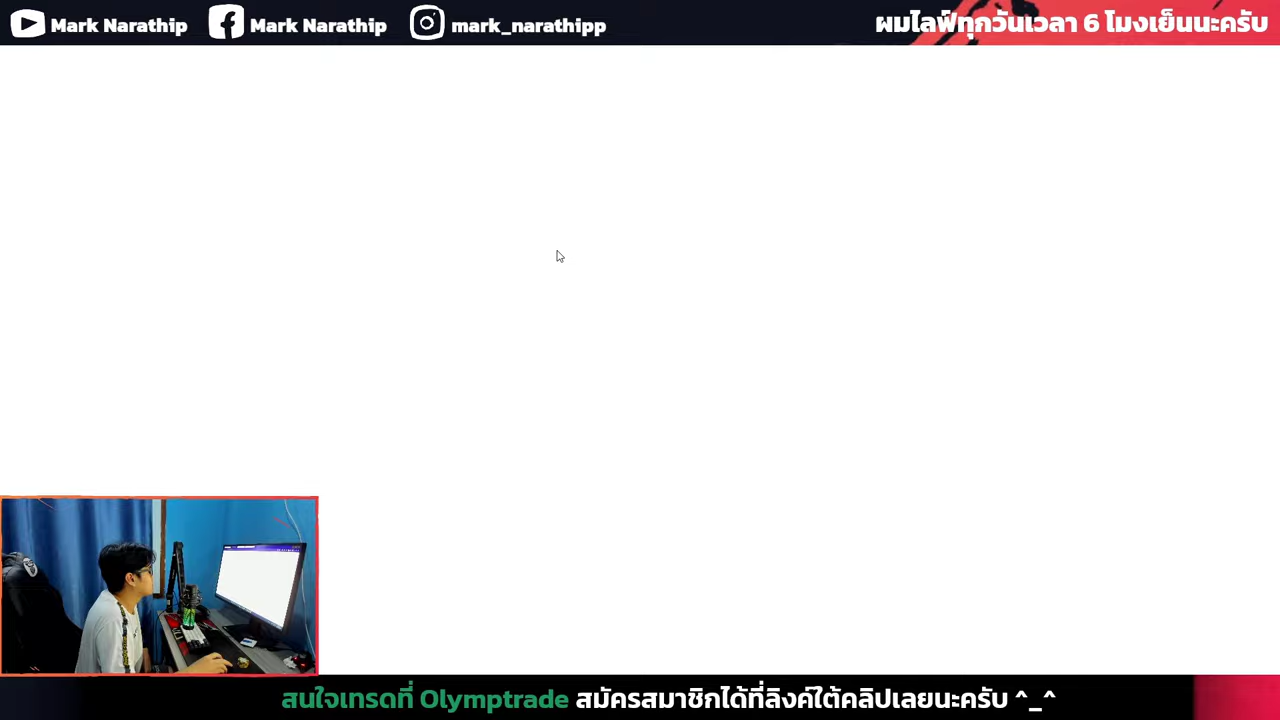 Mark Narathip Mark Narathip mark_narathipp
ผมไลฟ์ทุกวันเวลา 6 โมงเย็นนะครับ
สนใจเทรดที่ Olymptrade สมัครสมาชิกได้ที่ลิงค์ใต้คลิปเลยนะครับ ^_^